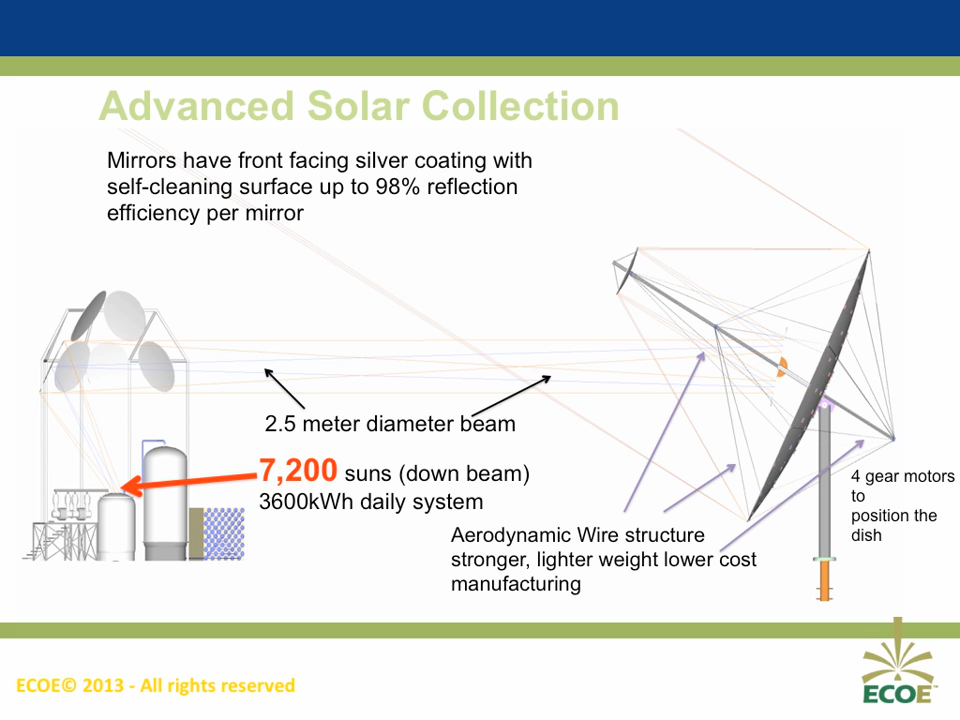 Advanced Solar Collection
Mirrors have front facing silver coating with
self-cleaning surface up to 98% reflection
efficiency per mirror
2.5 meter diameter beam
7,200 suns (down beam)
3600kWh daily system
Aerodynamic Wire structure
stronger, lighter weight lower cost
manufacturing
4 gear motors
to
position the
dish
ECOE© 2013 - All rights reserved
ECOE™